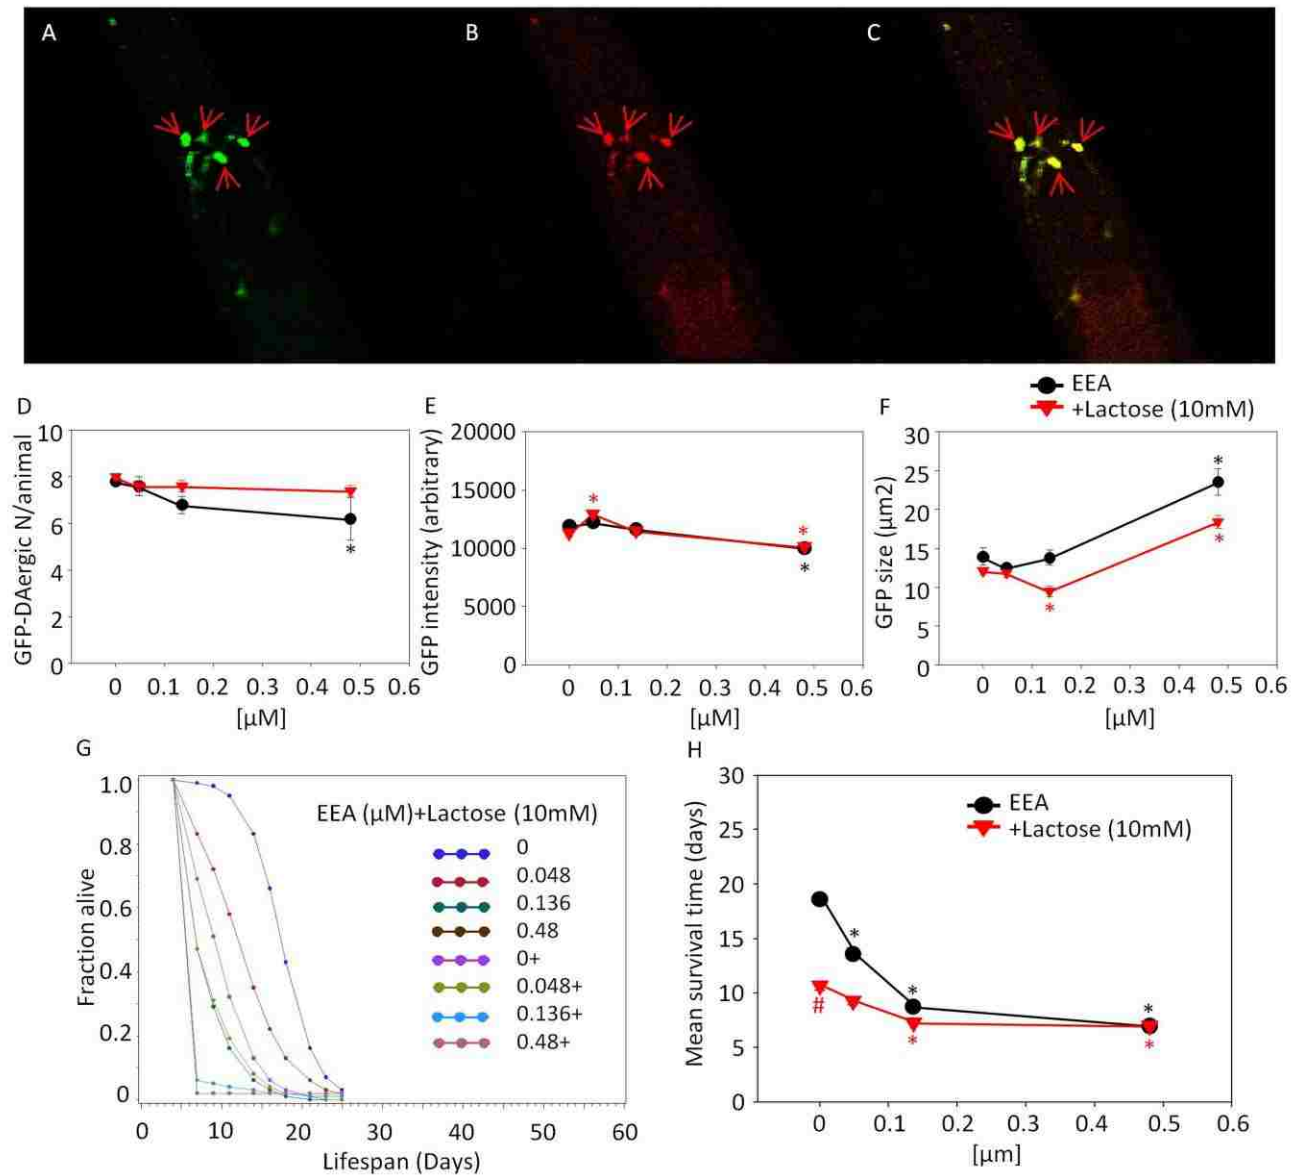 A
B
C
EEA
+Lactose (10mM)
D
GFP-DAergic N/animal
10
8
6
4
2
0
*
0 0.1 0.2 0.3 0.4 0.5 0.6
[µM]
E
GFP intensity (arbitrary)
20000
15000
10000
5000
0
*
*
*
0 0.1 0.2 0.3 0.4 0.5 0.6
[µM]
F
GFP size (µm2)
30
25
20
15
10
5
0
*
*
*
0 0.1 0.2 0.3 0.4 0.5 0.6
[µM]
G
Fraction alive
1.0
0.8
0.6
0.4
0.2
0
EEA (µM)+Lactose (10mM)
0
0.048
0.136
0.48
0+
0.048+
0.136+
0.48+
0 10 20 30 40 50 60
Lifespan (Days)
H
Mean survival time (days)
30
25
20
15
10
5
0
EEA
+Lactose (10mM)
*
*
*
#
*
*
0 0.1 0.2 0.3 0.4 0.5 0.6
[µm]